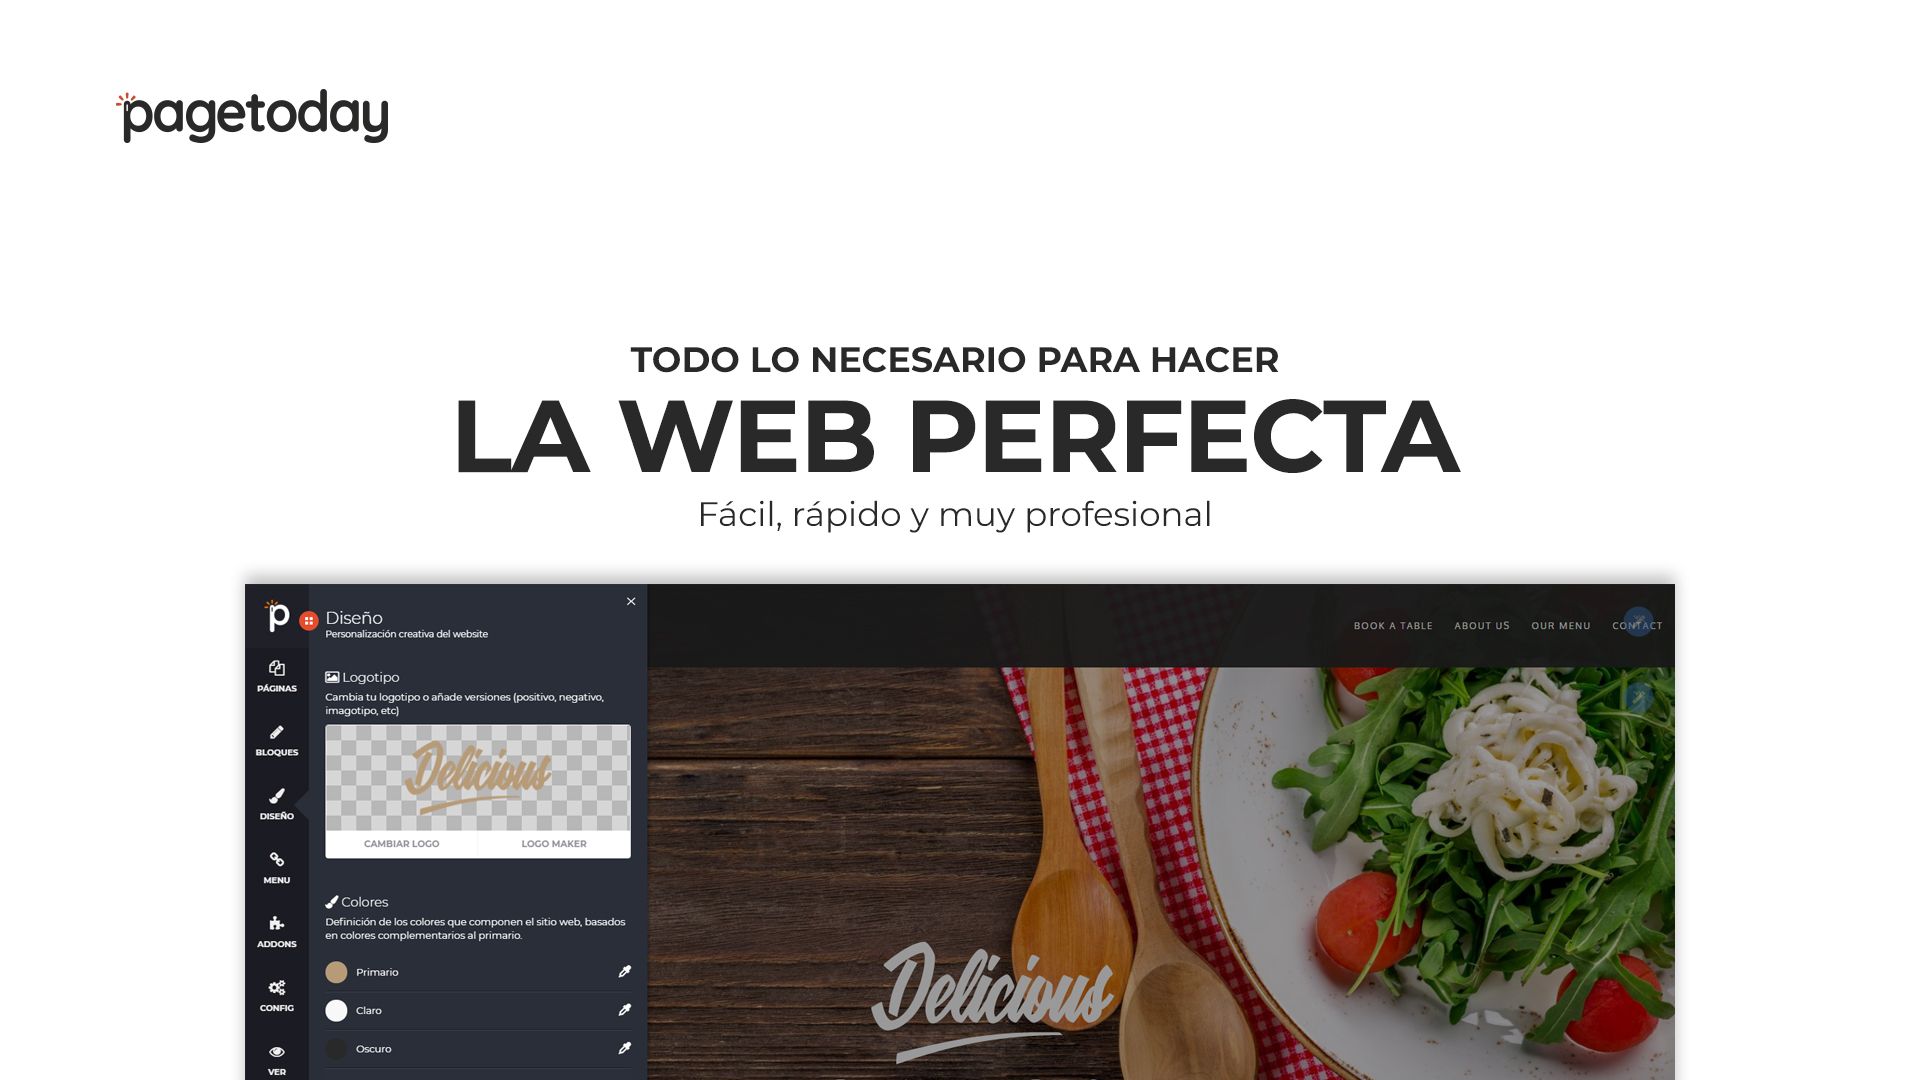 pagetoday
TODO LO NECESARIO PARA HACER
LA WEB PERFECTA
Fácil, rápido y muy profesional
p
PÁGINAS
BLOQUES
DISEÑO
MENU
ADDONS
CONFIG
VER
Diseño
Personalización creativa del website
Logotipo
Cambia tu logotipo o añade versiones (positivo, negativo,
imagotipo, etc)
Delicious
CAMBIAR LOGO
LOGO MAKER
Colores
Definición de los colores que componen el sitio web, basados
en colores complementarios al primario.
Primario
Claro
Oscuro
BOOK A TABLE
ABOUT US
OUR MENU
CONTACT
Delicious